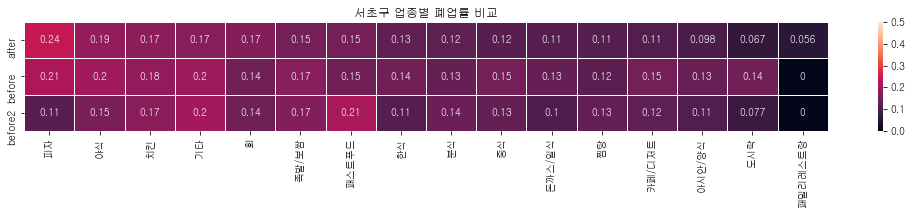 서초구 업종별 폐업률 비교
after 0.24 0.19 0.17 0.17 0.17 0.15 0.15 0.13 0.12 0.12 0.11 0.11 0.11 0.098 0.067 0.056
before 0.21 0.2 0.18 0.2 0.14 0.17 0.15 0.14 0.13 0.15 0.13 0.12 0.15 0.13 0.14 0
before2 0.11 0.15 0.17 0.2 0.14 0.17 0.21 0.11 0.14 0.13 0.1 0.13 0.12 0.11 0.077 0
피자 야식 치킨 기타 회 족발/보쌈 패스트푸드 한식 분식 중식 돈까스/일식 찜탕 카페/디저트 아시안/양식 도시락 패밀리레스토랑
0.5
0.4
0.3
0.2
0.1
0.0